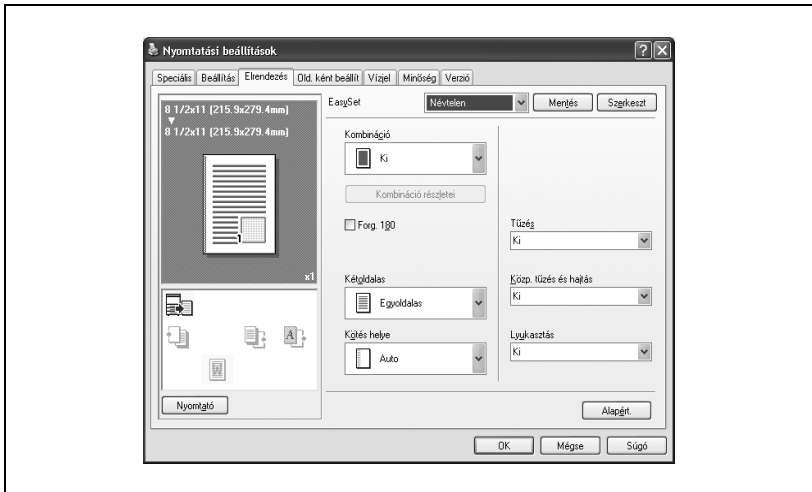 Nyomtatási beállítások
Speciális Beállítás Elrendezés Old. ként beállít Vízjel Minőség Verzió
8 1/2x11 (215.9x279.4mm)
8 1/2x11 (215.9x279.4mm)
1
x1
Nyomtató
EasySet Névtelen Mentés Szerkeszt
Kombináció
Ki
Kombináció részletei
Forg. 180
Kétoldalas
Egyoldalas
Kötés helye
Auto
Tűzés
Ki
Közp. tűzés és hajtás
Ki
Lyukasztás
Ki
Alapért.
OK Mégse Súgó